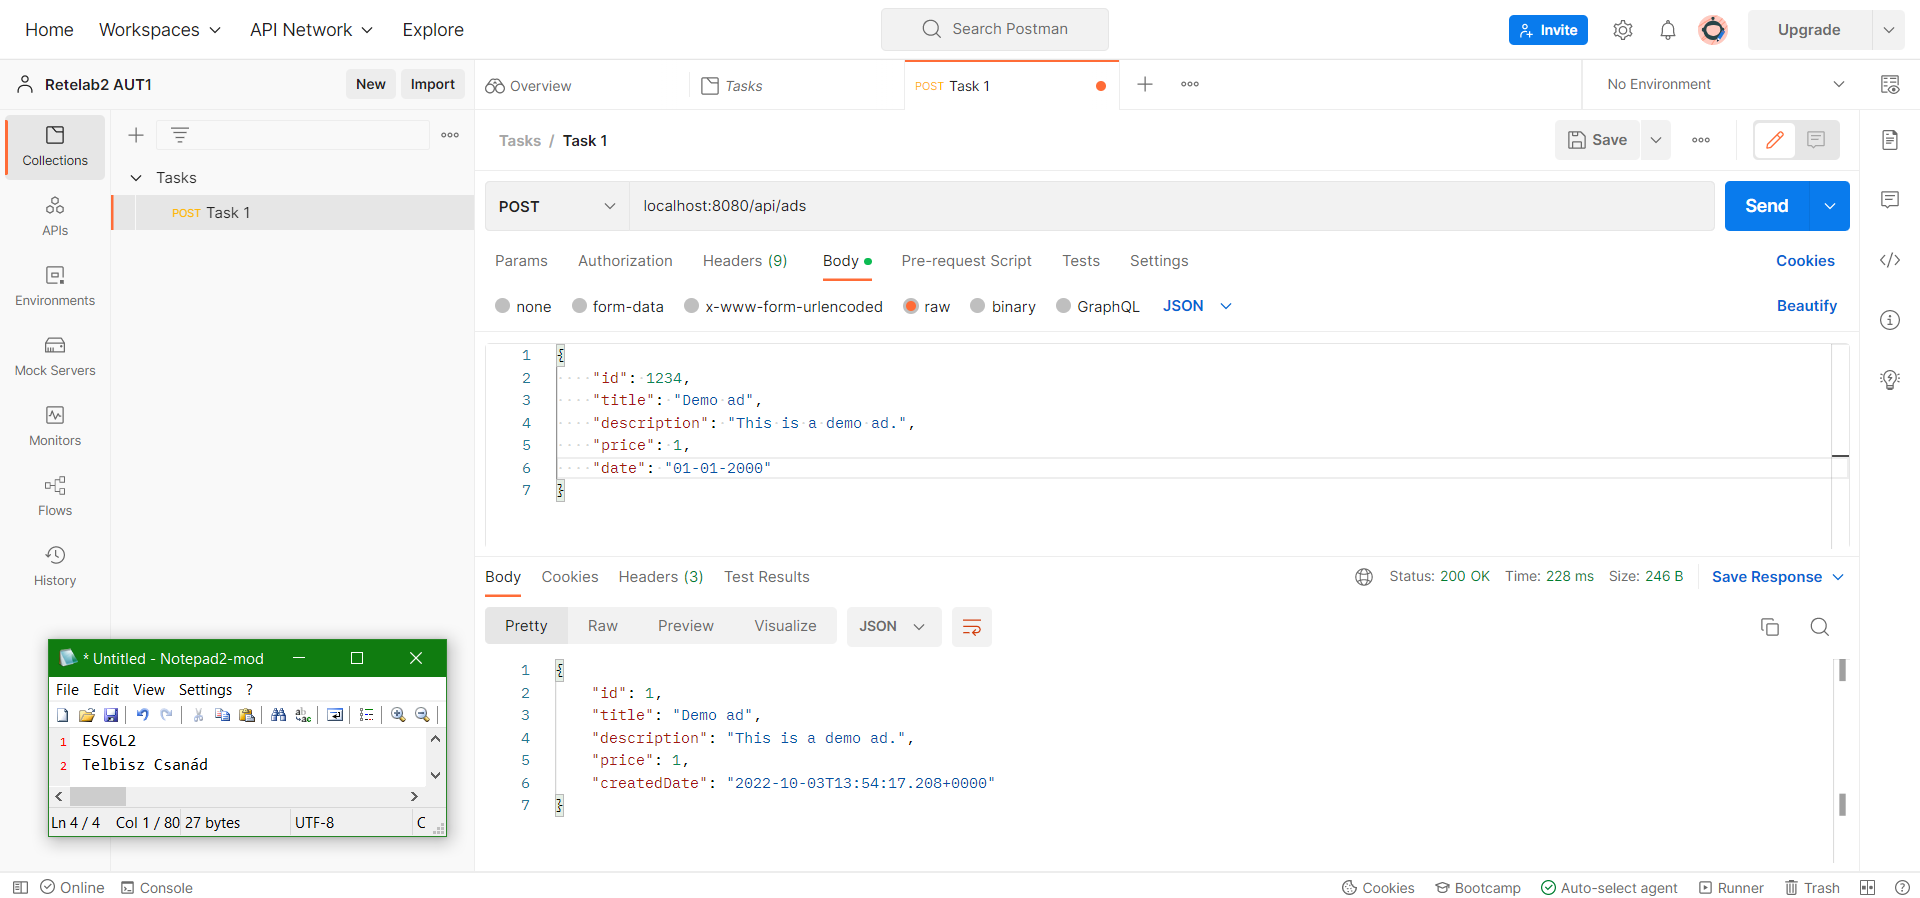 Home Workspaces API Network Explore Search Postman Invite Upgrade
Retelab2 AUT1 New Import Overview Tasks POST Task 1 No Environment
Collections
APIs
Environments
Mock Servers
Monitors
Flows
History
Tasks
POST Task 1
Tasks / Task 1 Save
POST localhost:8080/api/ads Send
Params Authorization Headers (9) Body Pre-request Script Tests Settings Cookies
none form-data x-www-form-urlencoded raw binary GraphQL JSON Beautify
1 {
2 "id": 1234,
3 "title": "Demo ad",
4 "description": "This is a demo ad.",
5 "price": 1,
6 "date": "01-01-2000"
7 }
Body Cookies Headers (3) Test Results Status: 200 OK Time: 228 ms Size: 246 B Save Response
Pretty Raw Preview Visualize JSON
1 {
2 "id": 1,
3 "title": "Demo ad",
4 "description": "This is a demo ad.",
5 "price": 1,
6 "createdDate": "2022-10-03T13:54:17.208+0000"
7 }
* Untitled - Notepad2-mod
File Edit View Settings ?
1 ESV6L2
2 Telbisz Csanád
Ln 4 / 4 Col 1 / 80 27 bytes UTF-8 C
Online Console Cookies Bootcamp Auto-select agent Runner Trash